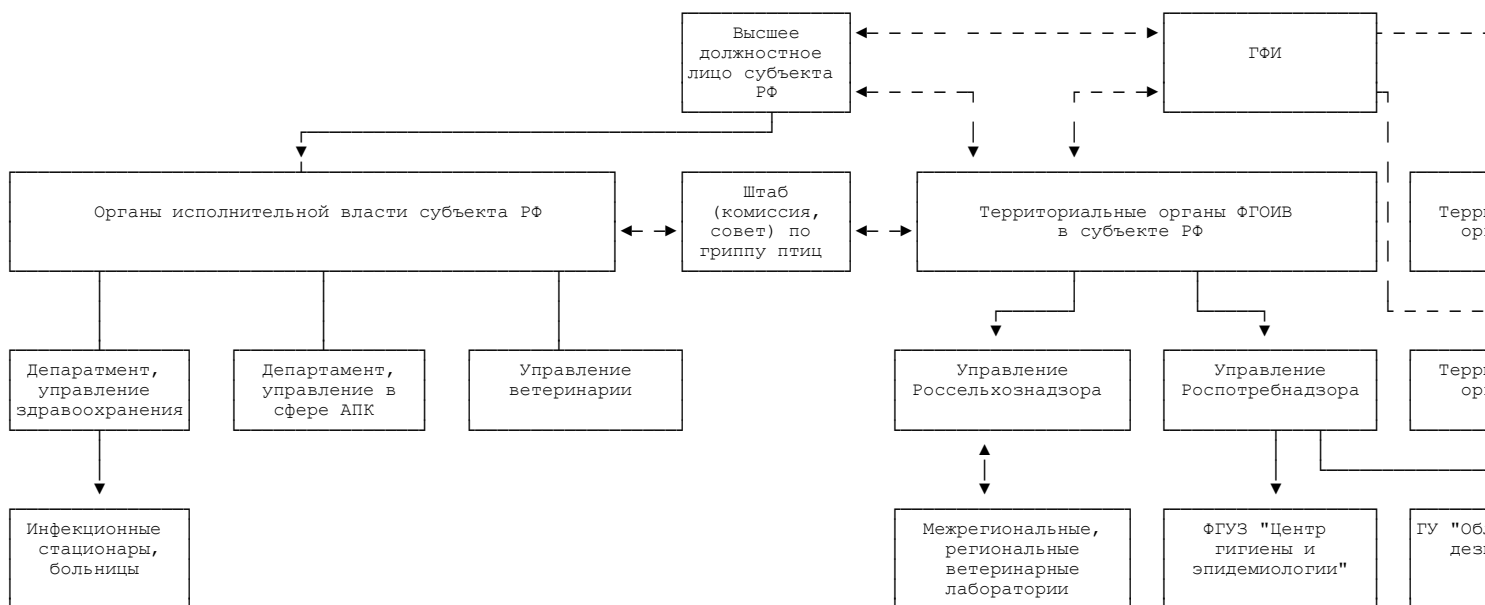 Высшее
должностное
лицо субъекта
РФ
ГФИ
Органы исполнительной власти субъекта РФ
Штаб
(комиссия,
совет) по
гриппу птиц
Территориальные органы ФГОИВ
в субъекте РФ
Депаратмент,
управление
здравоохранения
Департамент,
управление в
сфере АПК
Управление
ветеринарии
Управление
Россельхознадзора
Управление
Роспотребнадзора
Инфекционные
стационары,
больницы
Межрегиональные,
региональные
ветеринарные
лаборатории
ФГУЗ "Центр
гигиены и
эпидемиологии"
ГУ